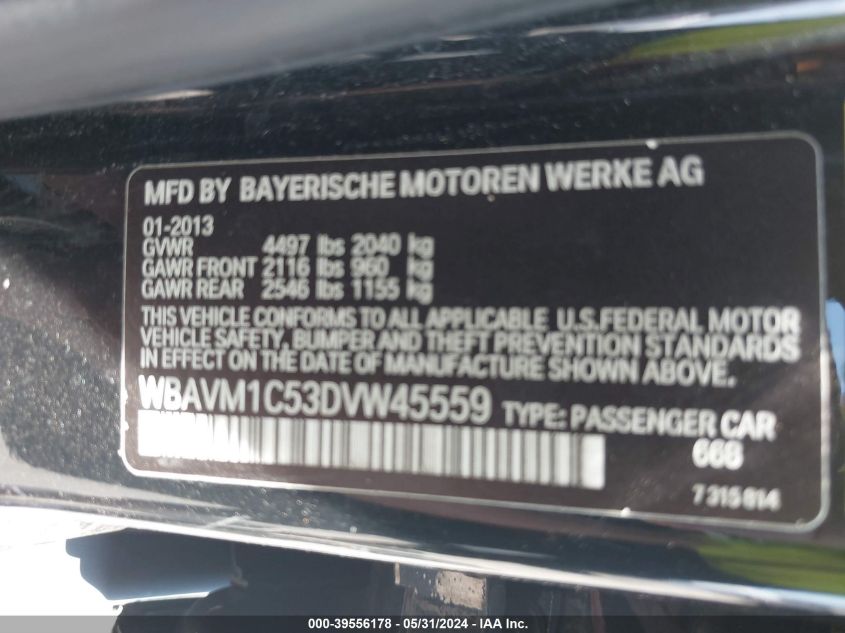 MFD BY BAYERISCHE MOTOREN WERKE AG
01-2013
GVWR 4497 lbs 2040 kg
GAWR FRONT 2116 lbs 960 kg
GAWR REAR 2546 lbs 1155 kg
THIS VEHICLE CONFORMS TO ALL APPLICABLE U.S.FEDERAL MOTOR
VEHICLE SAFETY, BUMPER AND THEFT PREVENTION STANDARDS
IN EFFECT ON THE DATE OF MANUFACTURE SHOWN ABOVE.
WBAVM1C53DVW45559 TYPE: PASSENGER CAR
668
7315814
000-39556178 - 05/31/2024 - IAA Inc.